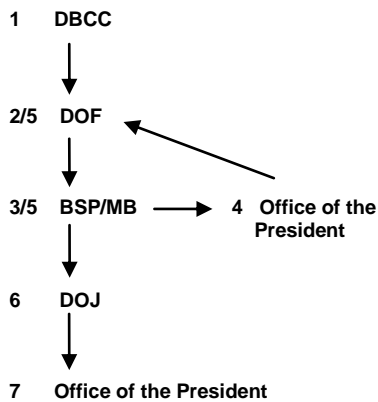 1 DBCC
2/5 DOF
3/5 BSP/MB 4 Office of the
President
6 DOJ
7 Office of the President